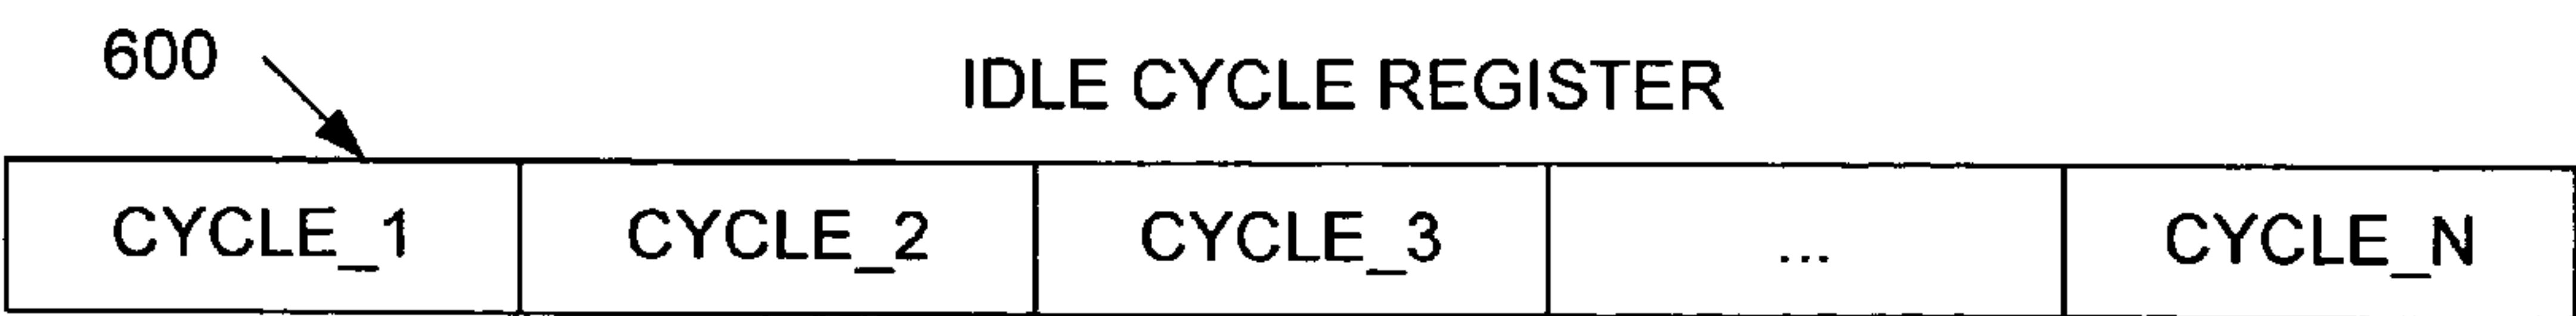 600
IDLE CYCLE REGISTER
CYCLE_1 CYCLE_2 CYCLE_3 ... CYCLE_N